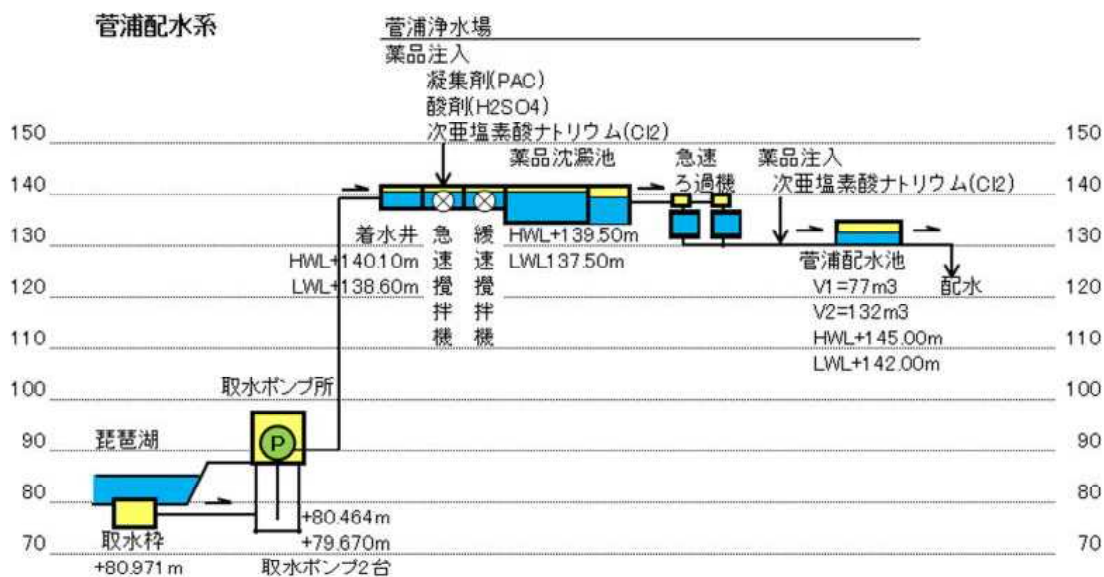 菅浦配水系
菅浦浄水場
薬品注入
凝集剤(PAC)
酸剤(H2SO4)
次亜塩素酸ナトリウム(Cl2)
薬品沈澱池
急速
ろ過機
薬品注入
次亜塩素酸ナトリウム(Cl2)
150
140
130
120
110
100
90
80
70
150
140
130
120
110
100
90
80
70
着水井
HWL+140.10m
LWL+138.60m
急速攪拌機
緩速攪拌機
HWL+139.50m
LWL137.50m
菅浦配水池
V1=77m3
V2=132m3
HWL+145.00m
LWL+142.00m
配水
取水ポンプ所
P
琵琶湖
取水枠
+80.971m
+80.464m
+79.670m
取水ポンプ2台